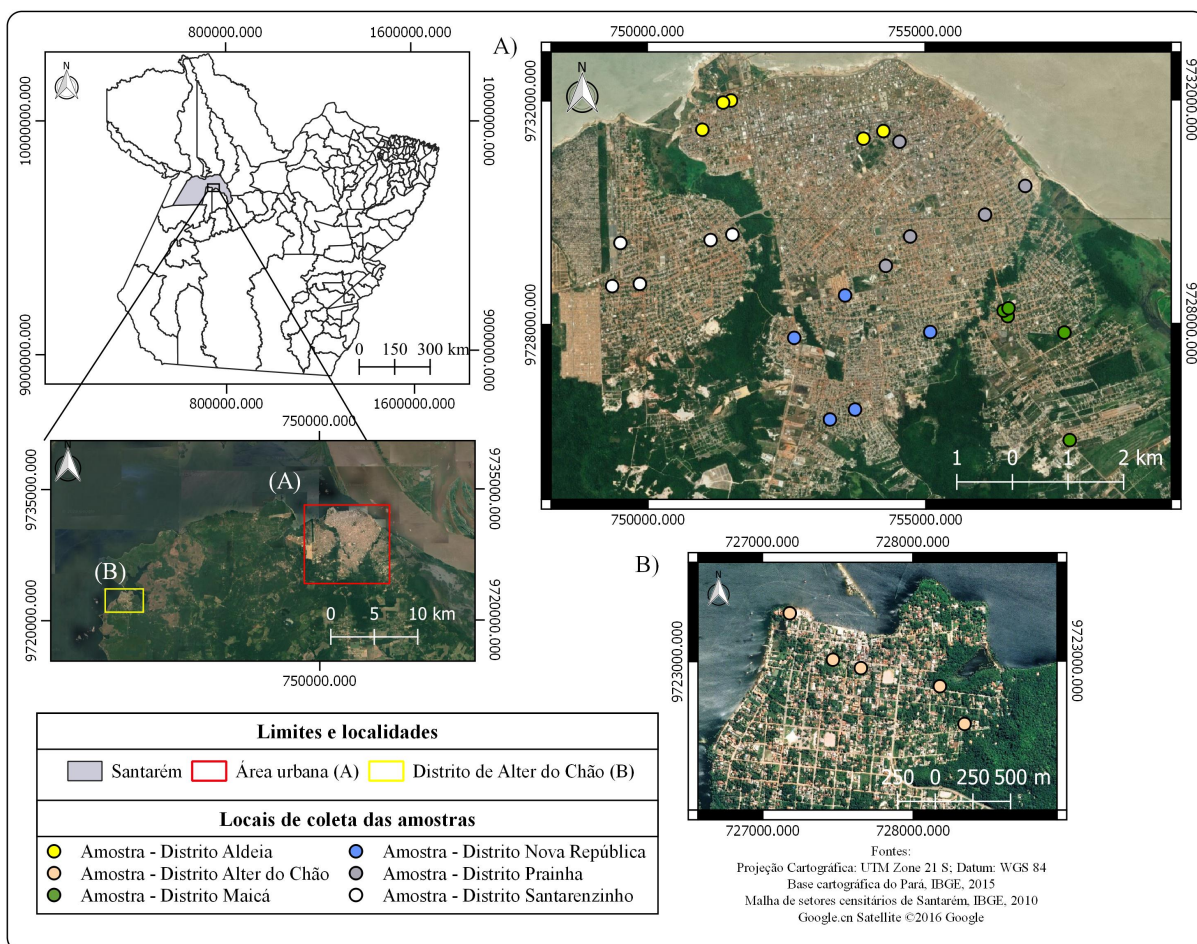 800000.000
1600000.000
N
10000000.000
10000000.000
9000000.000
9000000.000
0 150 300 km
800000.000
1600000.000
A)
750000.000
755000.000
N
9732000.000
9732000.000
9728000.000
9728000.000
1 0 1 2 km
750000.000
755000.000
750000.000
N
(A)
(B)
9735000.000
9735000.000
9720000.000
9720000.000
0 5 10 km
750000.000
B)
727000.000
728000.000
N
9723000.000
9723000.000
250 0 250 500 m
727000.000
728000.000
Limites e localidades
Santarém Área urbana (A) Distrito de Alter do Chão (B)
Locais de coleta das amostras
Amostra - Distrito Aldeia Amostra - Distrito Nova República
Amostra - Distrito Alter do Chão Amostra - Distrito Prainha
Amostra - Distrito Maicá Amostra - Distrito Santarenzinho
Fontes:
Projeção Cartográfica: UTM Zone 21 S; Datum: WGS 84
Base cartográfica do Pará, IBGE, 2015
Malha de setores censitários de Santarém, IBGE, 2010
Google.cn Satellite ©2016 Google